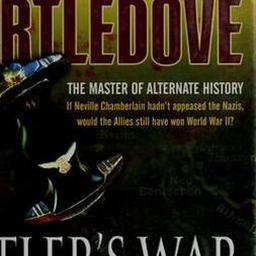 RTLEDOVE
THE MASTER OF ALTERNATE HISTORY
If Neville Chamberlain hadn't appeased the Nazis,
would the Allies still have won World War II?
TLER'S WAR